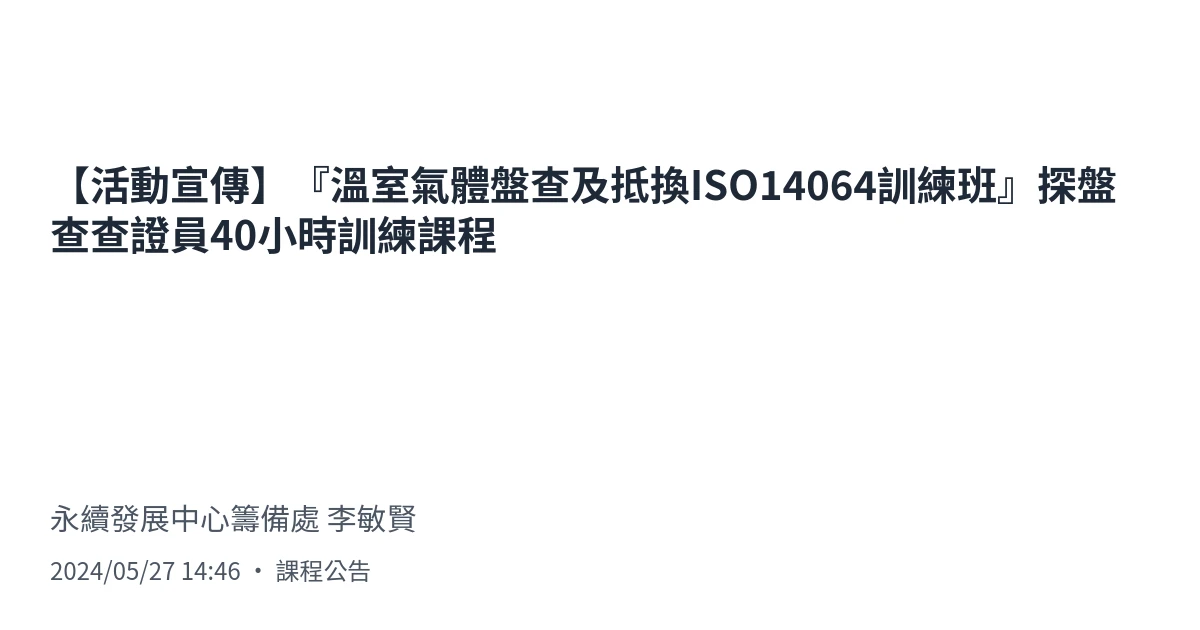 【活動宣傳】『溫室氣體盤查及抵換ISO14064訓練班』探盤
查查證員40小時訓練課程
永續發展中心籌備處 李敏賢
2024/05/27 14:46 ・ 課程公告